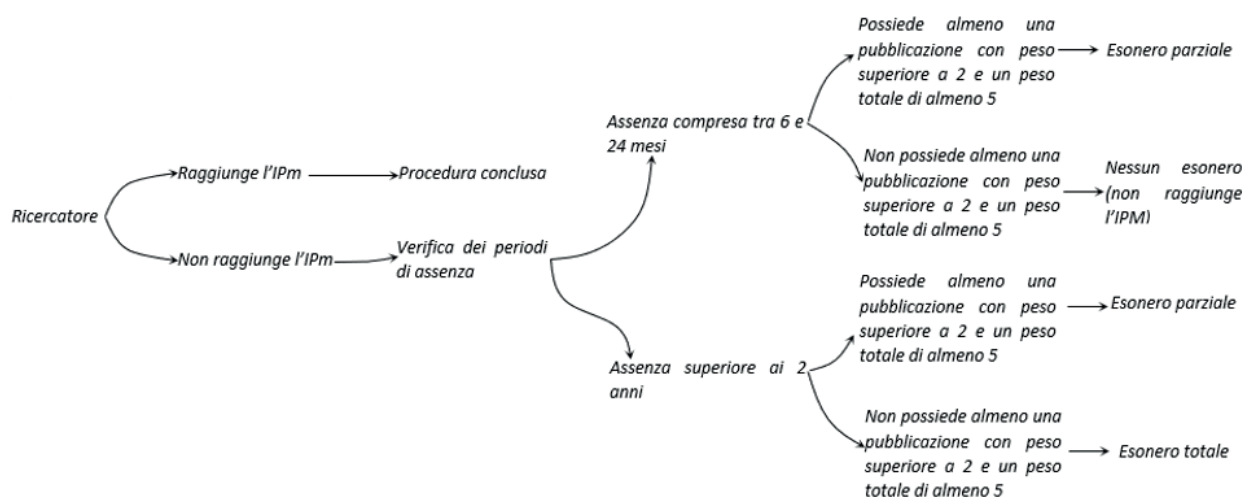 Ricercatore
Raggiunge l'IPm
Procedura conclusa
Non raggiunge l'IPm
Verifica dei periodi
di assenza
Assenza compresa tra 6 e
24 mesi
Possiede almeno una
pubblicazione con peso
superiore a 2 e un peso
totale di almeno 5
Esonero parziale
Non possiede almeno una
pubblicazione con peso
superiore a 2 e un peso
totale di almeno 5
Nessun esonero
(non raggiunge
l'IPM)
Assenza superiore ai 2
anni
Possiede almeno una
pubblicazione con peso
superiore a 2 e un peso
totale di almeno 5
Esonero parziale
Non possiede almeno una
pubblicazione con peso
superiore a 2 e un peso
totale di almeno 5
Esonero totale